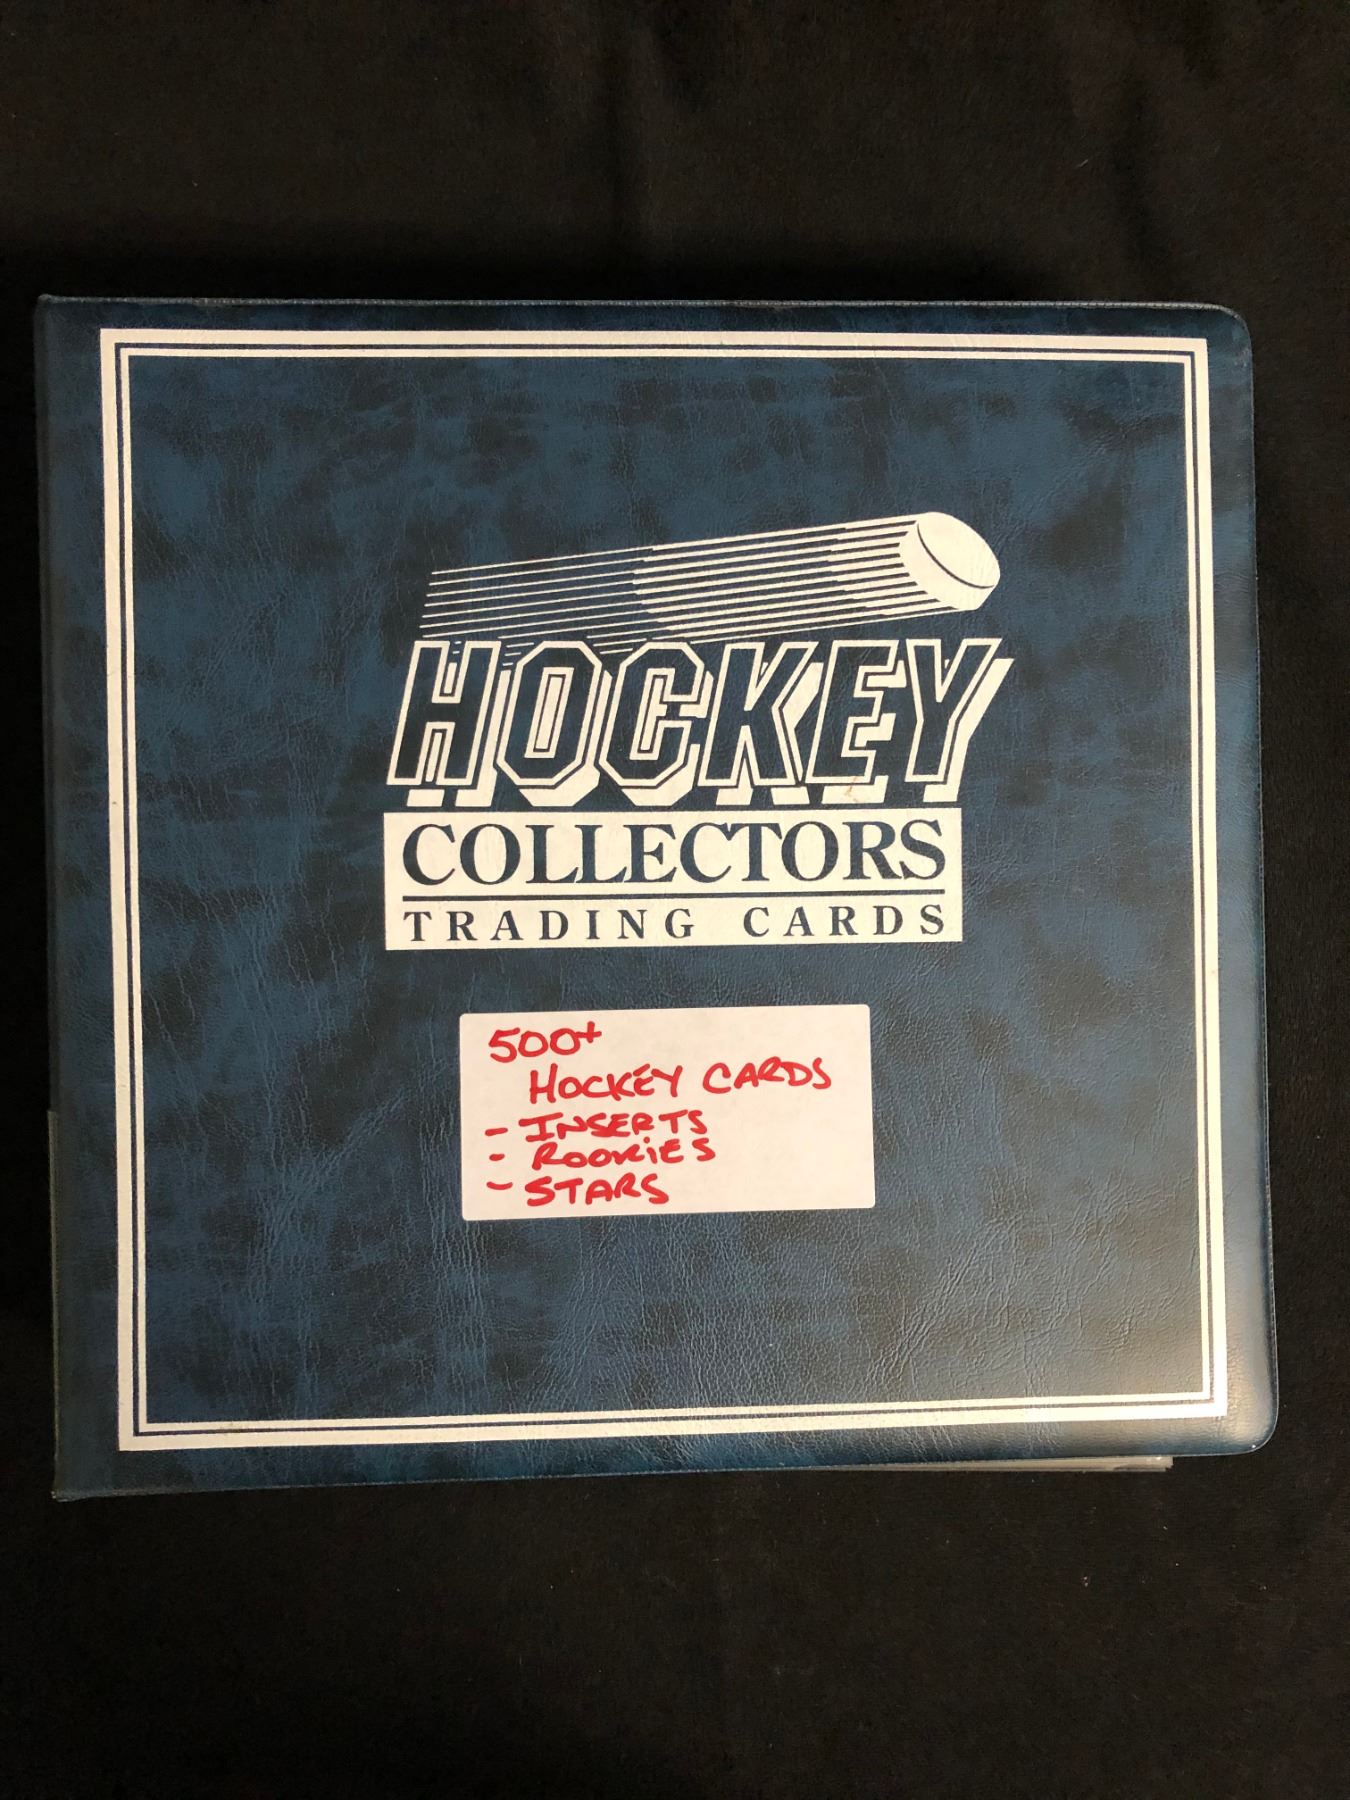 HOCKEY
COLLECTORS
TRADING CARDS
500+
HOCKEY CARDS
- INSERTS
- ROOKIES
- STARS